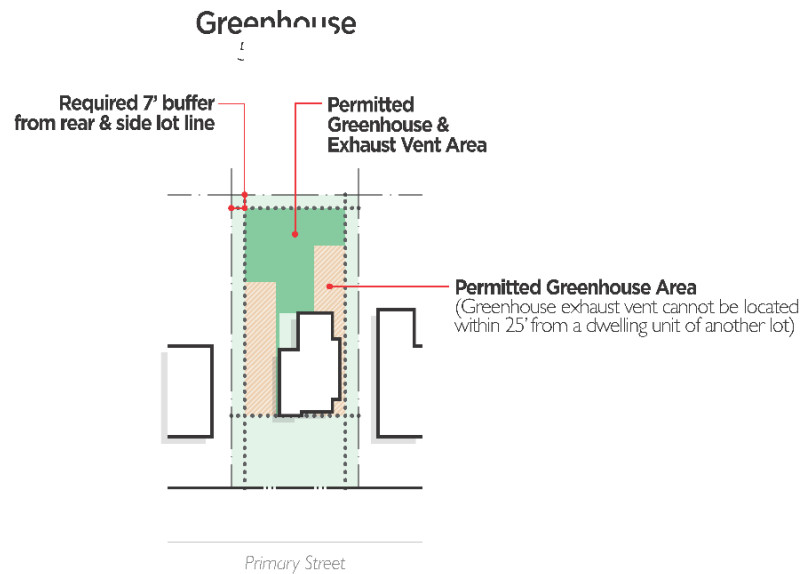 Greenhouse
Required 7' buffer
from rear & side lot line
Permitted
Greenhouse &
Exhaust Vent Area
Permitted Greenhouse Area
(Greenhouse exhaust vent cannot be located
within 25' from a dwelling unit of another lot)
Primary Street